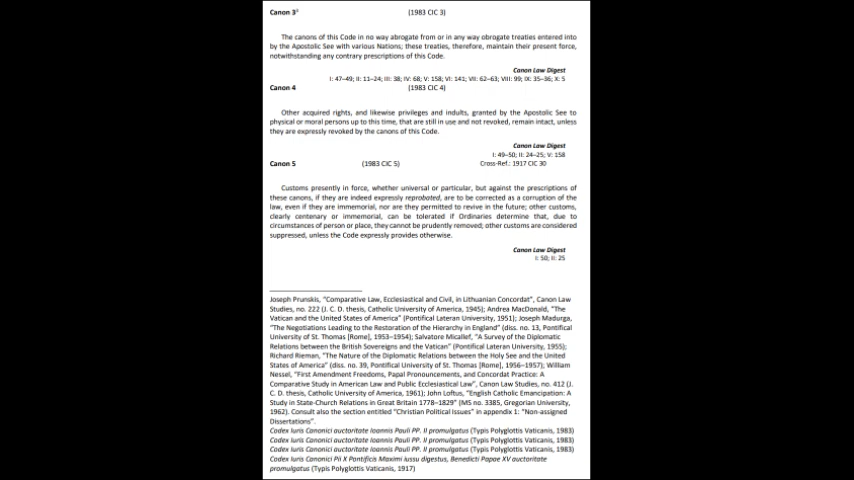 Canon 3⁹ (1983 CIC 3)
The canons of this Code in no way abrogate from or in any way obrogate treaties entered into
by the Apostolic See with various Nations; these treaties, therefore, maintain their present force,
notwithstanding any contrary prescriptions of this Code.
Canon Law Digest
I: 47–49; II: 11–24; III: 38; IV: 68; V: 158; VI: 141; VII: 62–63; VIII: 99; IX: 35–36; X: 5
Canon 4 (1983 CIC 4)
Other acquired rights, and likewise privileges and indults, granted by the Apostolic See to
physical or moral persons up to this time, that are still in use and not revoked, remain intact, unless
they are expressly revoked by the canons of this Code.
Canon Law Digest
I: 49–50; II: 24–25; V: 158
Canon 5 (1983 CIC 5) Cross-Ref.: 1917 CIC 30
Customs presently in force, whether universal or particular, but against the prescriptions of
these canons, if they are indeed expressly reprobated, are to be corrected as a corruption of the
law, even if they are immemorial, nor are they permitted to revive in the future; other customs,
clearly centenary or immemorial, can be tolerated if Ordinaries determine that, due to
circumstances of person or place, they cannot be prudently removed; other customs are considered
suppressed, unless the Code expressly provides otherwise.
Canon Law Digest
I: 50; II: 25
Joseph Prunskis, “Comparative Law, Ecclesiastical and Civil, in Lithuanian Concordat”, Canon Law
Studies, no. 222 (J. C. D. thesis, Catholic University of America, 1945); Andrea MacDonald, “The
Vatican and the United States of America” (Pontifical Lateran University, 1951); Joseph Madurga,
“The Negotiations Leading to the Restoration of the Hierarchy in England” (diss. no. 13, Pontifical
University of St. Thomas [Rome], 1953–1954); Salvatore Micallef, “A Survey of the Diplomatic
Relations between the British Sovereigns and the Vatican” (Pontifical Lateran University, 1955);
Richard Rieman, “The Nature of the Diplomatic Relations between the Holy See and the United
States of America” (diss. no. 39, Pontifical University of St. Thomas [Rome], 1956–1957); William
Nessel, “First Amendment Freedoms, Papal Pronouncements, and Concordat Practice: A
Comparative Study in American Law and Public Ecclesiastical Law”, Canon Law Studies, no. 412 (J.
C. D. thesis, Catholic University of America, 1961); John Loftus, “English Catholic Emancipation: A
Study in State-Church Relations in Great Britain 1778–1829” (MS no. 3385, Gregorian University,
1962). Consult also the section entitled “Christian Political Issues” in appendix 1: “Non-assigned
Dissertations”.
Codex Iuris Canonici auctoritate Ioannis Pauli PP. II promulgatus (Typis Polyglottis Vaticanis, 1983)
Codex Iuris Canonici auctoritate Ioannis Pauli PP. II promulgatus (Typis Polyglottis Vaticanis, 1983)
Codex Iuris Canonici auctoritate Ioannis Pauli PP. II promulgatus (Typis Polyglottis Vaticanis, 1983)
Codex Iuris Canonici Pii X Pontificis Maximi iussu digestus, Benedicti Papae XV auctoritate
promulgatus (Typis Polyglottis Vaticanis, 1917)